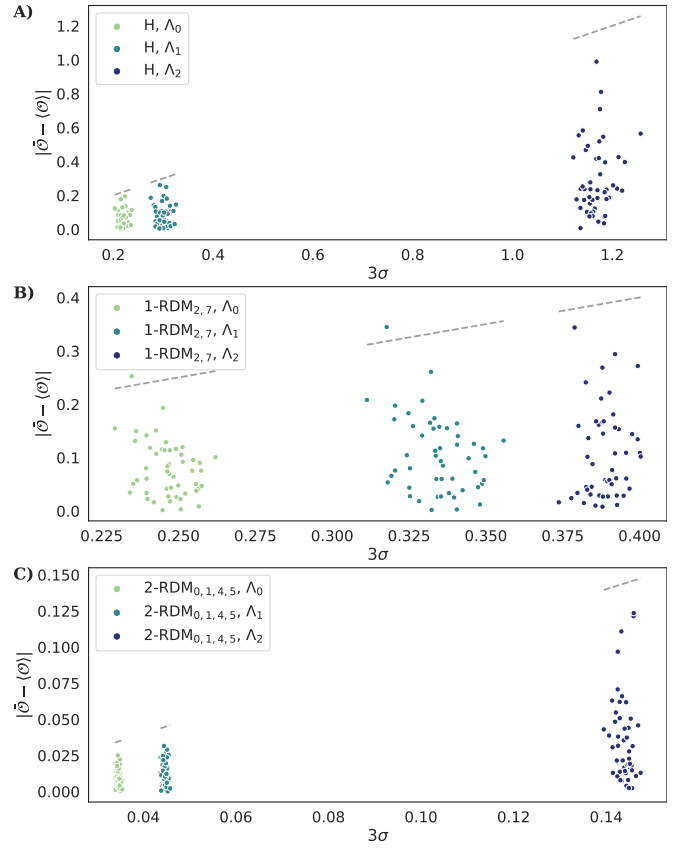 A)
H, Λ₀
H, Λ₁
H, Λ₂
|Ō − ⟨O⟩|
1.2
1.0
0.8
0.6
0.4
0.2
0.0
0.2 0.4 0.6 0.8 1.0 1.2
3σ
B)
1-RDM₂,₇, Λ₀
1-RDM₂,₇, Λ₁
1-RDM₂,₇, Λ₂
|Ō − ⟨O⟩|
0.4
0.3
0.2
0.1
0.0
0.225 0.250 0.275 0.300 0.325 0.350 0.375 0.400
3σ
C)
2-RDM₀,₁,₄,₅, Λ₀
2-RDM₀,₁,₄,₅, Λ₁
2-RDM₀,₁,₄,₅, Λ₂
|Ō − ⟨O⟩|
0.150
0.125
0.100
0.075
0.050
0.025
0.000
0.04 0.06 0.08 0.10 0.12 0.14
3σ